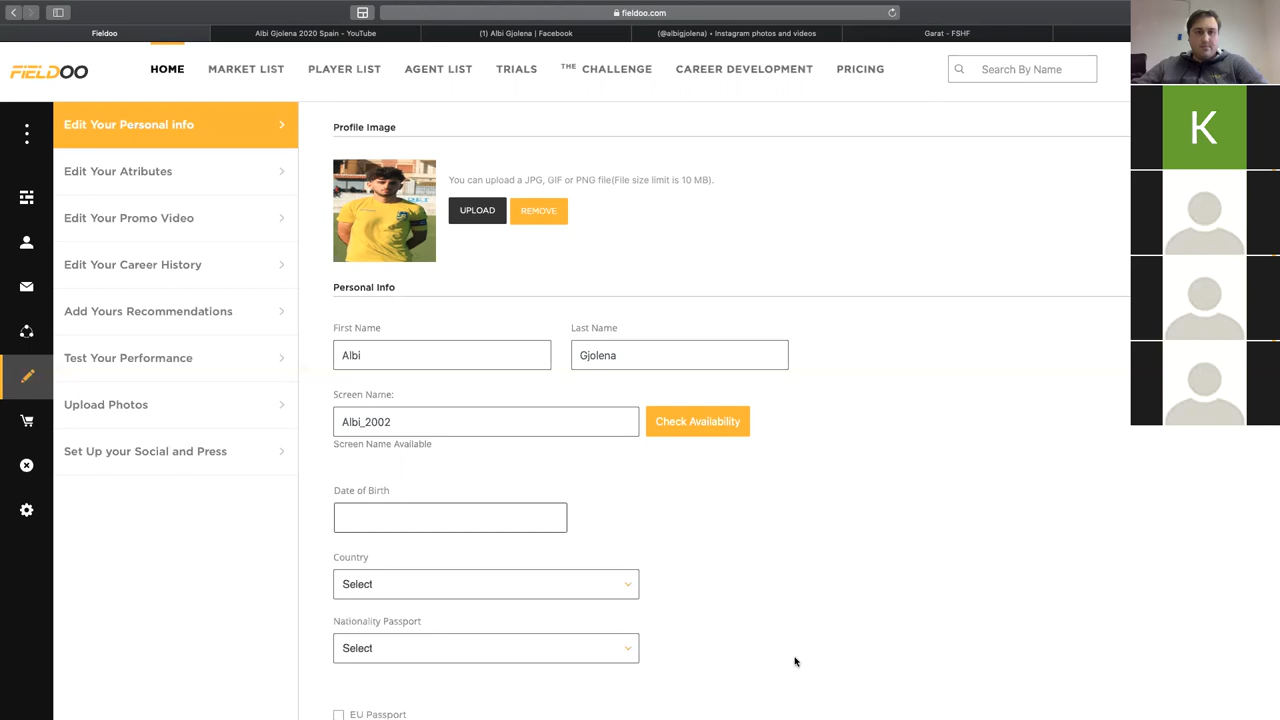 fieldoo.com
Fieldoo
Albi Gjolena 2020 Spain - YouTube
(1) Albi Gjolena | Facebook
(@albigjolena) • Instagram photos and videos
Garat - FSHF
FIELDOO
HOME
MARKET LIST
PLAYER LIST
AGENT LIST
TRIALS
THE CHALLENGE
CAREER DEVELOPMENT
PRICING
Search By Name
Edit Your Personal info
Edit Your Atributes
Edit Your Promo Video
Edit Your Career History
Add Yours Recommendations
Test Your Performance
Upload Photos
Set Up your Social and Press
Profile Image
You can upload a JPG, GIF or PNG file(File size limit is 10 MB).
UPLOAD
REMOVE
Personal Info
First Name
Last Name
Albi
Gjolena
Screen Name:
Albi_2002
Check Availability
Screen Name Available
Date of Birth
Country
Select
Nationality Passport
Select
EU Passport
K